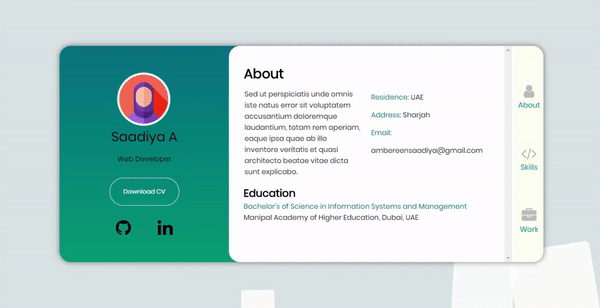 Saadiya A
Web Developer
Download CV
About
Sed ut perspiciatis unde omnis
iste natus error sit voluptatem
accusantium doloremque
laudantium, totam rem aperiam,
eaque ipsa quae ab illo
inventore veritatis et quasi
architecto beatae vitae dicta
sunt explicabo.
Residence: UAE
Address: Sharjah
Email:
ambereensaadiya@gmail.com
Education
Bachelor's of Science in Information Systems and Management
Manipal Academy of Higher Education, Dubai, UAE
About
Skills
Work